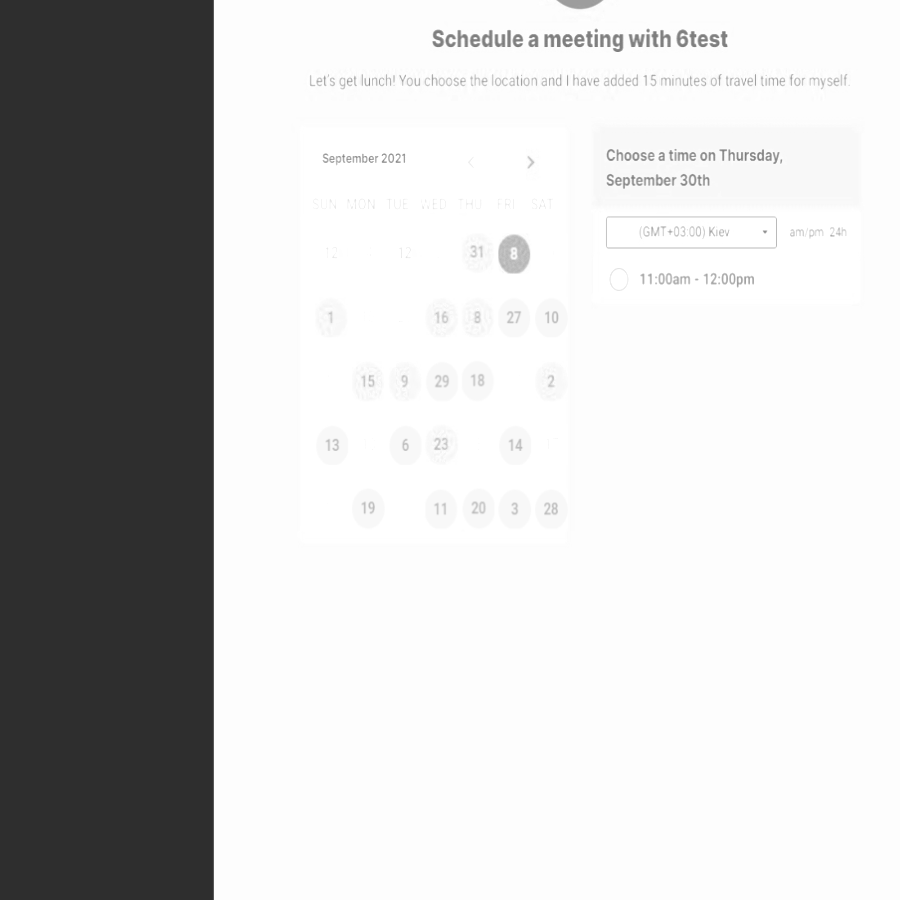 Schedule a meeting with 6test
Let's get lunch! You choose the location and I have added 15 minutes of travel time for myself.
September 2021
SUN MON TUE WED THU FRI SAT
12 12 31 8
1 16 8 27 10
15 9 29 18 2
13 6 23 14
19 11 20 3 28
Choose a time on Thursday,
September 30th
(GMT+03:00) Kiev am/pm 24h
11:00am - 12:00pm